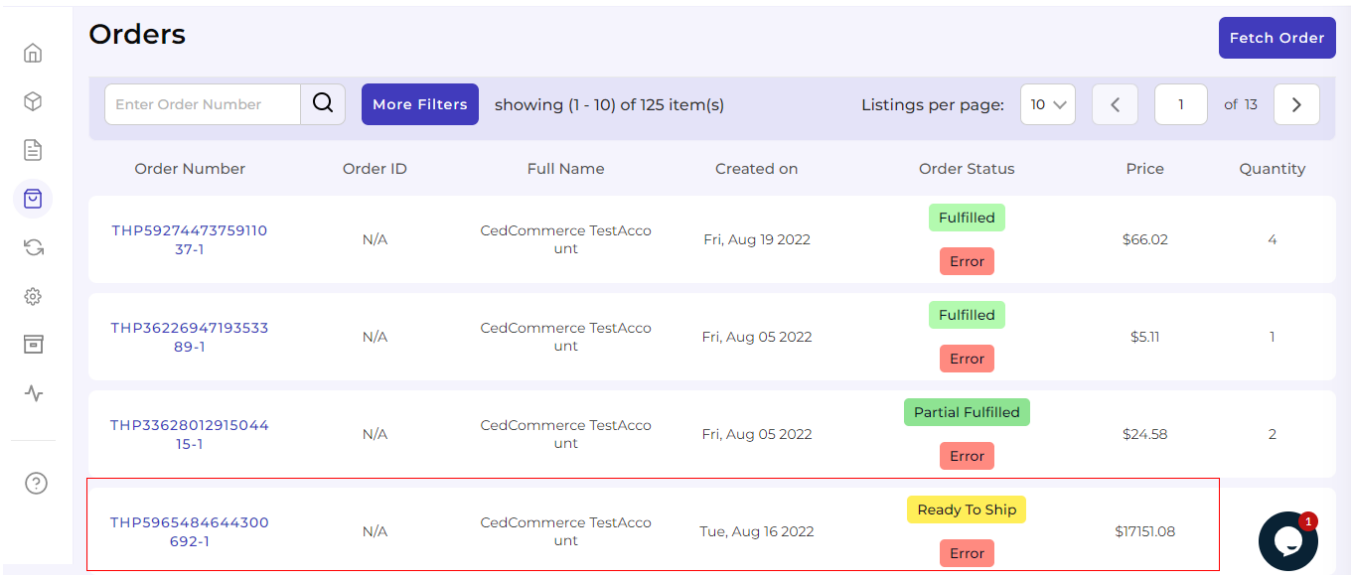 Orders
Fetch Order
Enter Order Number
More Filters
showing (1 - 10) of 125 item(s)
Listings per page:
10
1
of 13
Order Number
Order ID
Full Name
Created on
Order Status
Price
Quantity
THP59274473759110
37-1
N/A
CedCommerce TestAcco
unt
Fri, Aug 19 2022
Fulfilled
Error
$66.02
4
THP36226947193533
89-1
N/A
CedCommerce TestAcco
unt
Fri, Aug 05 2022
Fulfilled
Error
$5.11
1
THP33628012915044
15-1
N/A
CedCommerce TestAcco
unt
Fri, Aug 05 2022
Partial Fulfilled
Error
$24.58
2
THP5965484644300
692-1
N/A
CedCommerce TestAcco
unt
Tue, Aug 16 2022
Ready To Ship
Error
$17151.08
1